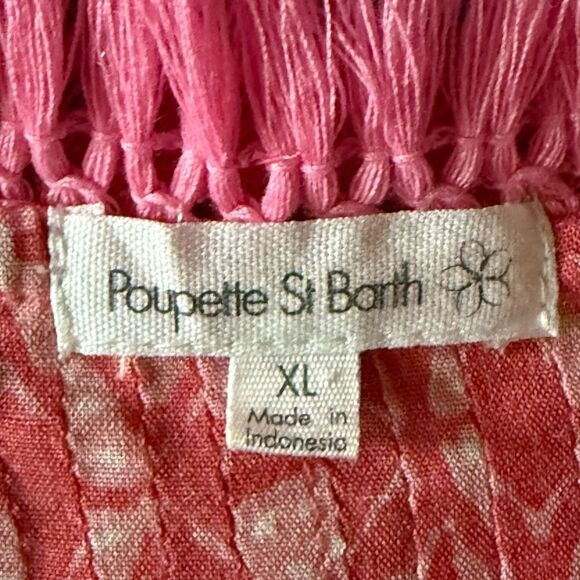 Poupette St Barth
XL
Made in
Indonesia